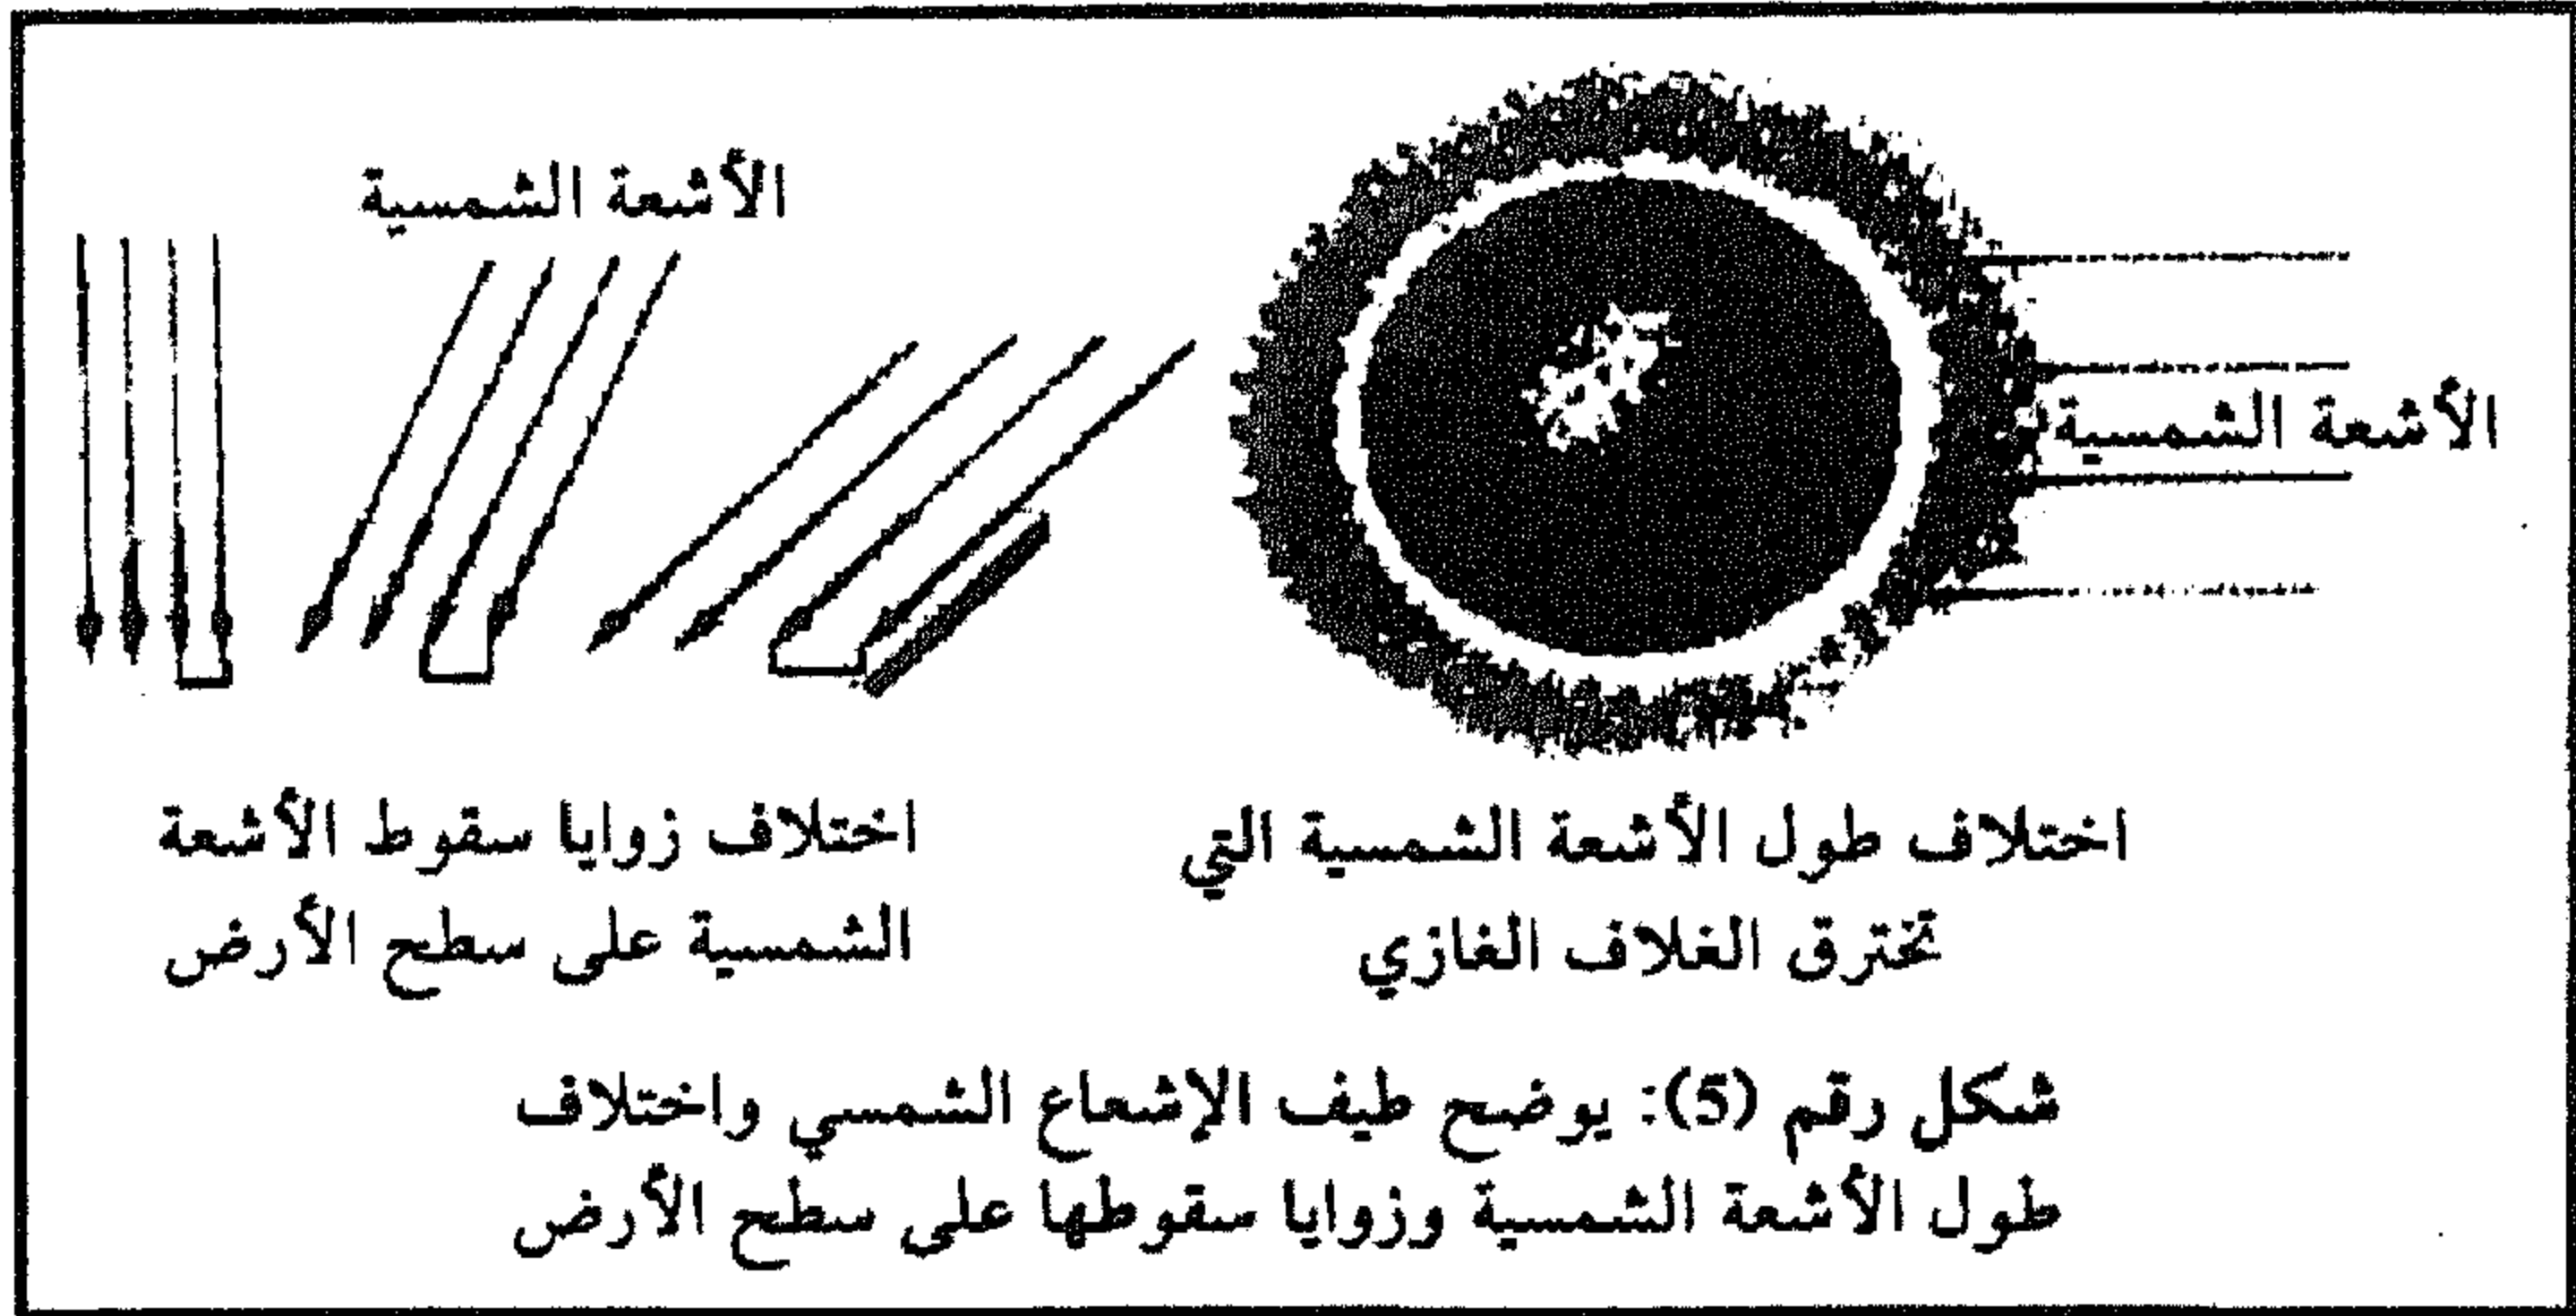 الأشعة الشمسية
الأشعة الشمسية
اختلاف طول الأشعة الشمسية التي
تخترق الغلاف الغازي
اختلاف زوايا سقوط الأشعة
الشمسية على سطح الأرض
شكل رقم (5): يوضح طيف الإشعاع الشمسي واختلاف
طول الأشعة الشمسية وزوايا سقوطها على سطح الأرض